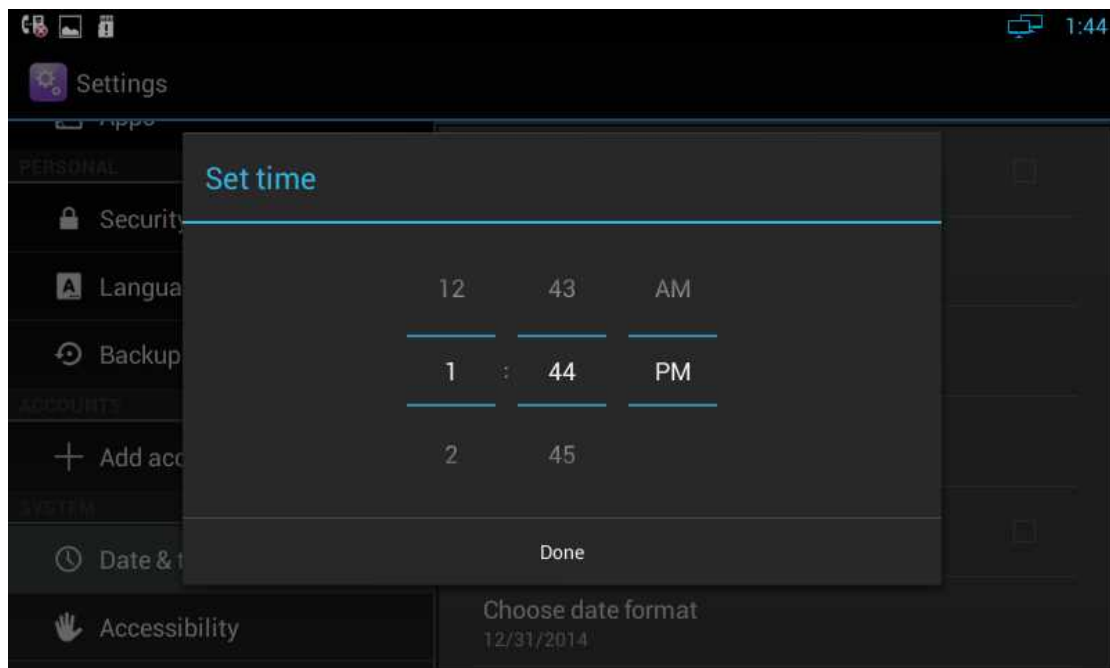 1:44
Settings
Apps
PERSONAL
Security
Langua
Backup
ACCOUNTS
Add acc
SYSTEM
Date & t
Accessibility
Set time
12 43 AM
1 : 44 PM
2 45
Done
Choose date format
12/31/2014